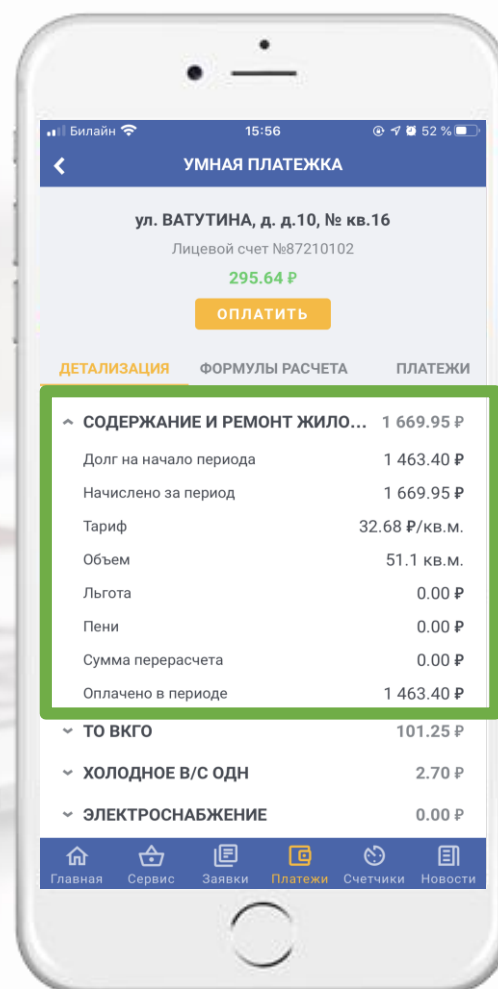 Билайн 15:56 52 %
УМНАЯ ПЛАТЕЖКА
ул. ВАТУТИНА, д. д.10, № кв.16
Лицевой счет №87210102
295.64 ₽
ОПЛАТИТЬ
ДЕТАЛИЗАЦИЯ ФОРМУЛЫ РАСЧЕТА ПЛАТЕЖИ
СОДЕРЖАНИЕ И РЕМОНТ ЖИЛО... 1 669.95 ₽
Долг на начало периода 1 463.40 ₽
Начислено за период 1 669.95 ₽
Тариф 32.68 ₽/кв.м.
Объем 51.1 кв.м.
Льгота 0.00 ₽
Пени 0.00 ₽
Сумма перерасчета 0.00 ₽
Оплачено в периоде 1 463.40 ₽
ТО ВКГО 101.25 ₽
ХОЛОДНОЕ В/С ОДН 2.70 ₽
ЭЛЕКТРОСНАБЖЕНИЕ 0.00 ₽
Главная Сервис Заявки Платежи Счетчики Новости